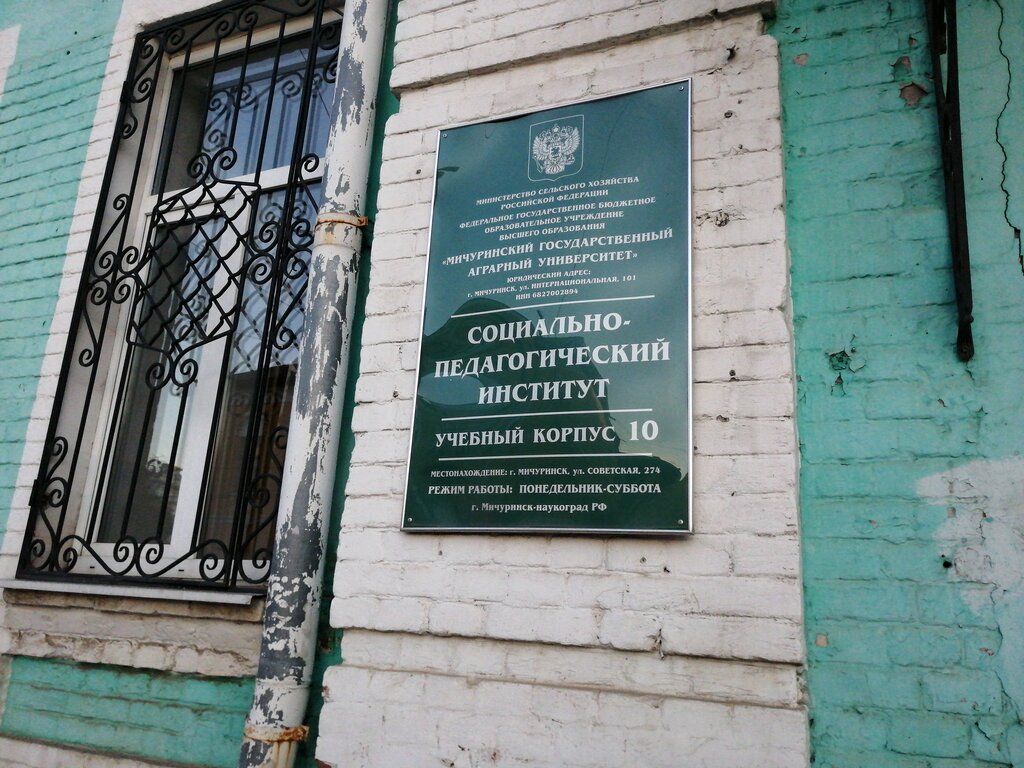 МИНИСТЕРСТВО СЕЛЬСКОГО ХОЗЯЙСТВА
РОССИЙСКОЙ ФЕДЕРАЦИИ
ФЕДЕРАЛЬНОЕ ГОСУДАРСТВЕННОЕ БЮДЖЕТНОЕ
ОБРАЗОВАТЕЛЬНОЕ УЧРЕЖДЕНИЕ
ВЫСШЕГО ОБРАЗОВАНИЯ
«МИЧУРИНСКИЙ ГОСУДАРСТВЕННЫЙ
АГРАРНЫЙ УНИВЕРСИТЕТ»
ЮРИДИЧЕСКИЙ АДРЕС:
г. МИЧУРИНСК, ул. ИНТЕРНАЦИОНАЛЬНАЯ, 101
ИНН 6827002894
СОЦИАЛЬНО-
ПЕДАГОГИЧЕСКИЙ
ИНСТИТУТ
УЧЕБНЫЙ КОРПУС 10
МЕСТОНАХОЖДЕНИЕ: г. МИЧУРИНСК, ул. СОВЕТСКАЯ, 274
РЕЖИМ РАБОТЫ: ПОНЕДЕЛЬНИК-СУББОТА
г. Мичуринск-наукоград РФ